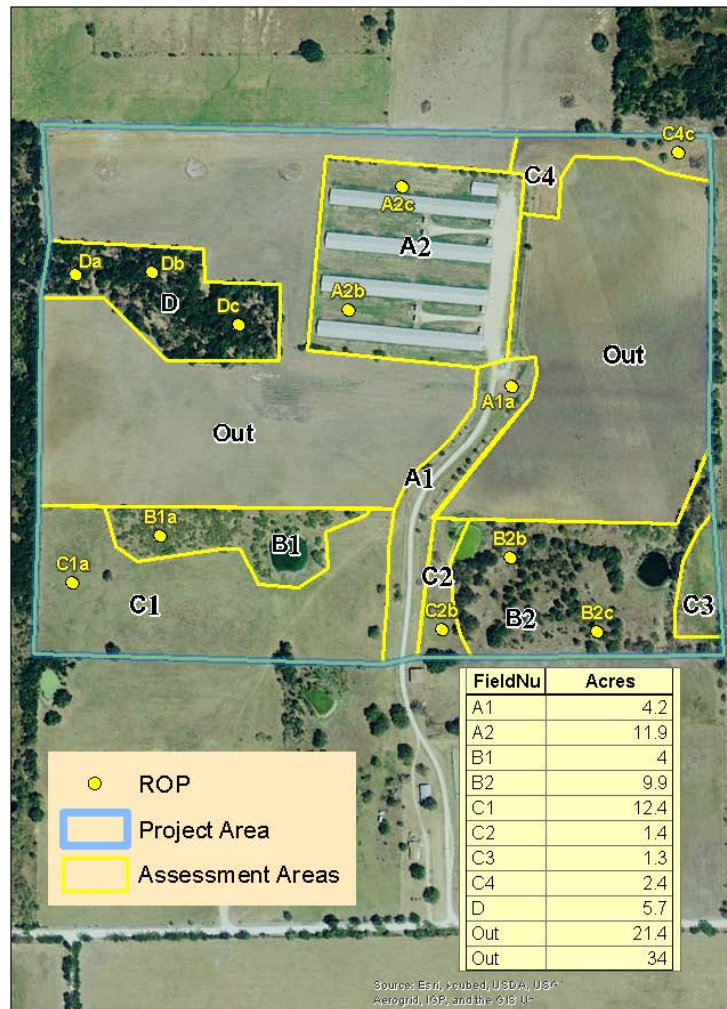 C4c
C4
A2c
A2
Da
Db
D
Dc
A2b
Out
A1a
Out
A1
B1a
B1
B2b
C1a
C1
C2
C2b
B2
B2c
C3
FieldNu Acres
A1 4.2
A2 11.9
B1 4
B2 9.9
C1 12.4
C2 1.4
C3 1.3
C4 2.4
D 5.7
Out 21.4
Out 34
ROP
Project Area
Assessment Areas
Source: Esri, i-cubed, USDA,
Aerogrid, IGP, and the GIS